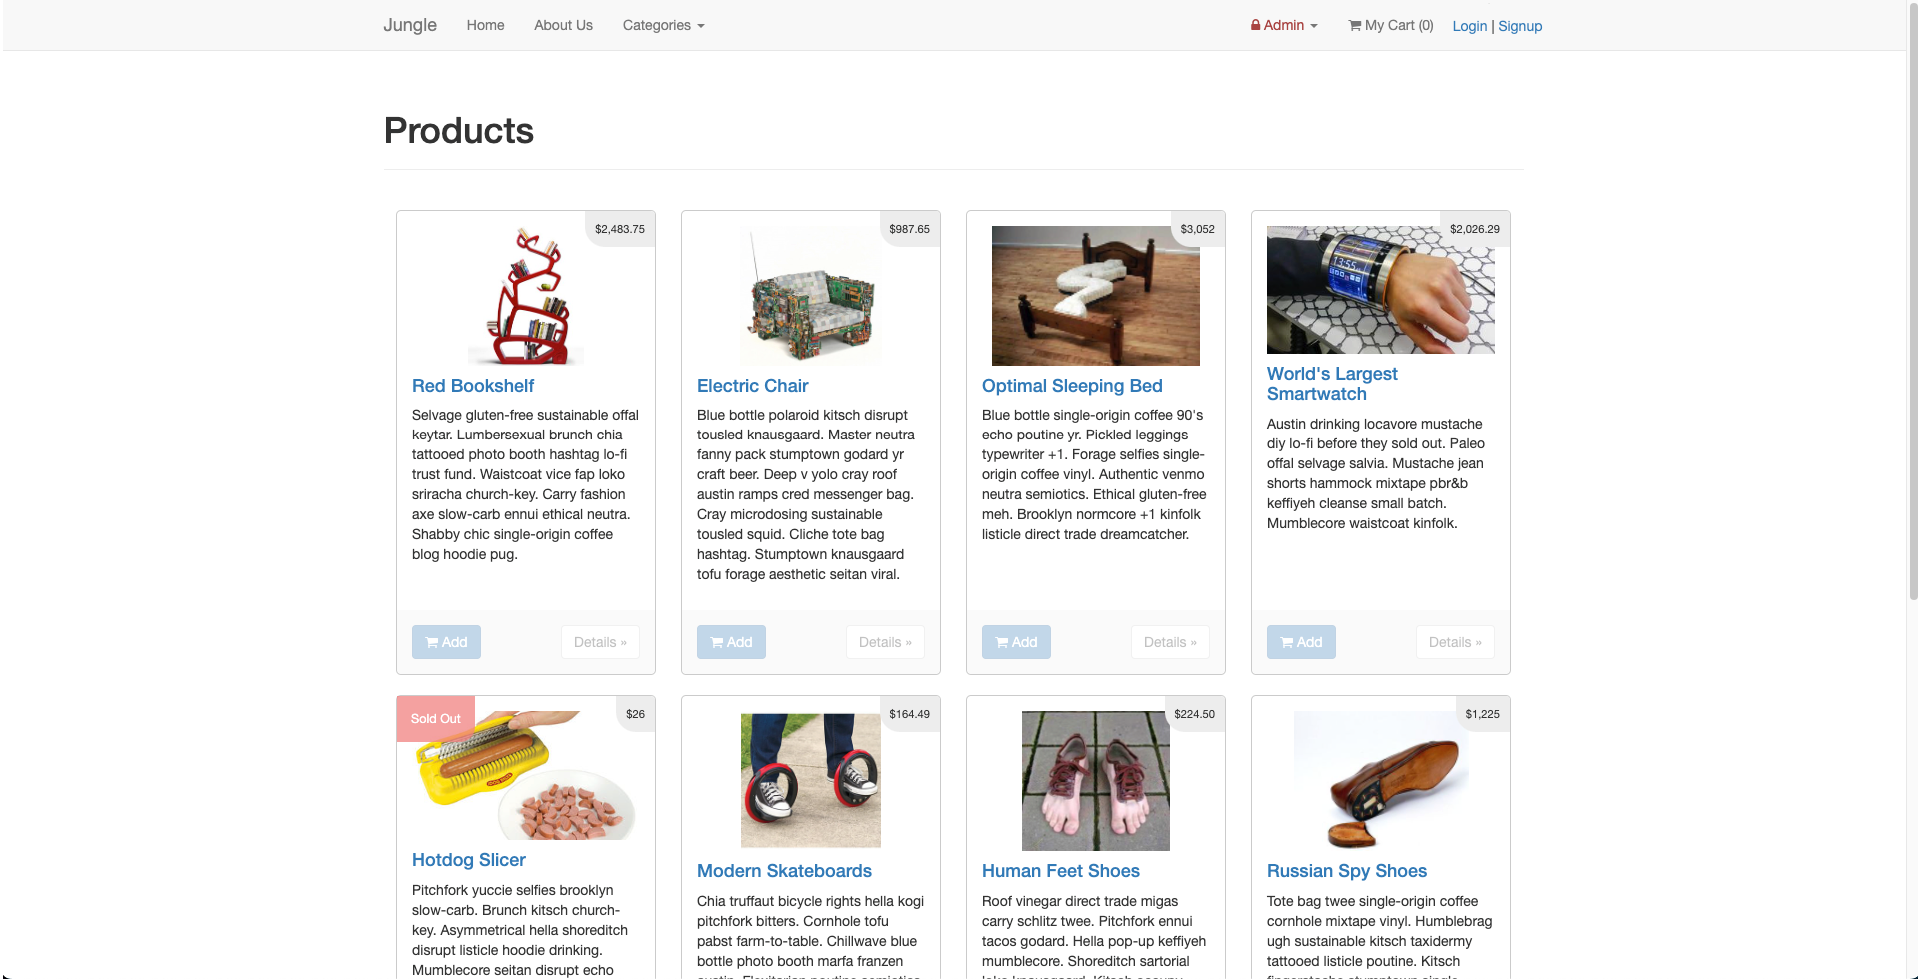 Jungle Home About Us Categories Admin My Cart (0) Login | Signup
Products
$2,483.75
Red Bookshelf
Selvage gluten-free sustainable offal
keytar. Lumbersexual brunch chia
tattooed photo booth hashtag lo-fi
trust fund. Waistcoat vice fap loko
sriracha church-key. Carry fashion
axe slow-carb ennui ethical neutra.
Shabby chic single-origin coffee
blog hoodie pug.
Add Details »
$987.65
Electric Chair
Blue bottle polaroid kitsch disrupt
tousled knausgaard. Master neutra
fanny pack stumptown godard yr
craft beer. Deep v yolo cray roof
austin ramps cred messenger bag.
Cray microdosing sustainable
tousled squid. Cliche tote bag
hashtag. Stumptown knausgaard
tofu forage aesthetic seitan viral.
Add Details »
$3,052
Optimal Sleeping Bed
Blue bottle single-origin coffee 90's
echo poutine yr. Pickled leggings
typewriter +1. Forage selfies single-
origin coffee vinyl. Authentic venmo
neutra semiotics. Ethical gluten-free
meh. Brooklyn normcore +1 kinfolk
listicle direct trade dreamcatcher.
Add Details »
$2,026.29
13:55
World's Largest
Smartwatch
Austin drinking locavore mustache
diy lo-fi before they sold out. Paleo
offal selvage salvia. Mustache jean
shorts hammock mixtape pbr&b
keffiyeh cleanse small batch.
Mumblecore waistcoat kinfolk.
Add Details »
Sold Out
$26
Hotdog Slicer
Pitchfork yuccie selfies brooklyn
slow-carb. Brunch kitsch church-
key. Asymmetrical hella shoreditch
disrupt listicle hoodie drinking.
Mumblecore seitan disrupt echo
$164.49
Modern Skateboards
Chia truffaut bicycle rights hella kogi
pitchfork bitters. Cornhole tofu
pabst farm-to-table. Chillwave blue
bottle photo booth marfa franzen
$224.50
Human Feet Shoes
Roof vinegar direct trade migas
carry schlitz twee. Pitchfork ennui
tacos godard. Hella pop-up keffiyeh
mumblecore. Shoreditch sartorial
$1,225
Russian Spy Shoes
Tote bag twee single-origin coffee
cornhole mixtape vinyl. Humblebrag
ugh sustainable kitsch taxidermy
tattooed listicle poutine. Kitsch